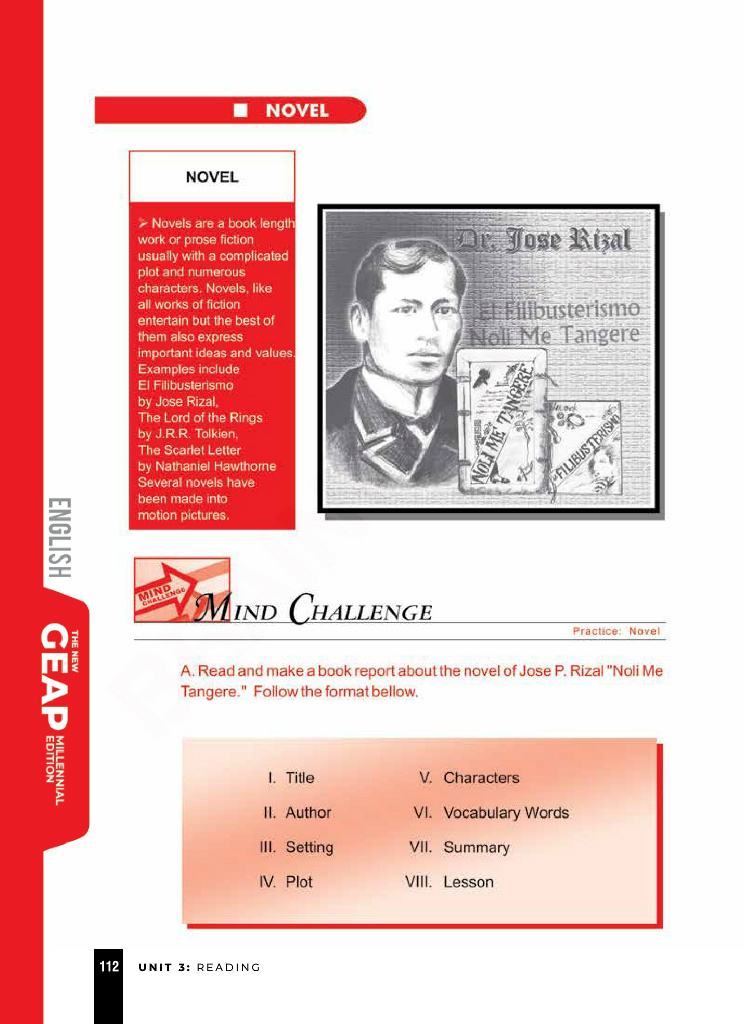 NOVEL
NOVEL
➢ Novels are a book length
work or prose fiction
usually with a complicated
plot and numerous
characters. Novels, like
all works of fiction
entertain but the best of
them also express
important ideas and values.
Examples include
El Filibusterismo
by Jose Rizal,
The Lord of the Rings
by J.R.R. Tolkien,
The Scarlet Letter
by Nathaniel Hawthorne
Several novels have
been made into
motion pictures.
Dr. Jose Rizal
El Filibusterismo
Noli Me Tangere
NOLI ME TANGERE
FILIBUSTERISMO
ENGLISH
THE NEW
GEAP
MILLENNIAL
EDITION
MIND
CHALLENGE
MIND CHALLENGE
Practice: Novel
A. Read and make a book report about the novel of Jose P. Rizal "Noli Me
Tangere." Follow the format bellow.
I. Title
II. Author
III. Setting
IV. Plot
V. Characters
VI. Vocabulary Words
VII. Summary
VIII. Lesson
112 UNIT 3: READING